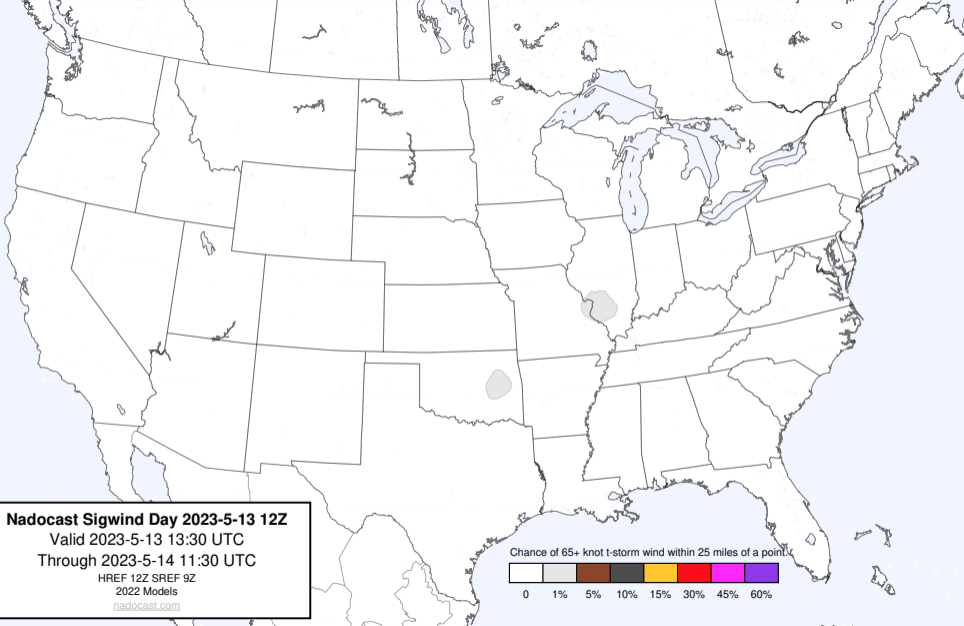 Nadocast Sigwind Day 2023-5-13 12Z
Valid 2023-5-13 13:30 UTC
Through 2023-5-14 11:30 UTC
HREF 12Z SREF 9Z
2022 Models
nadocast.com
Chance of 65+ knot t-storm wind within 25 miles of a point.
0 1% 5% 10% 15% 30% 45% 60%